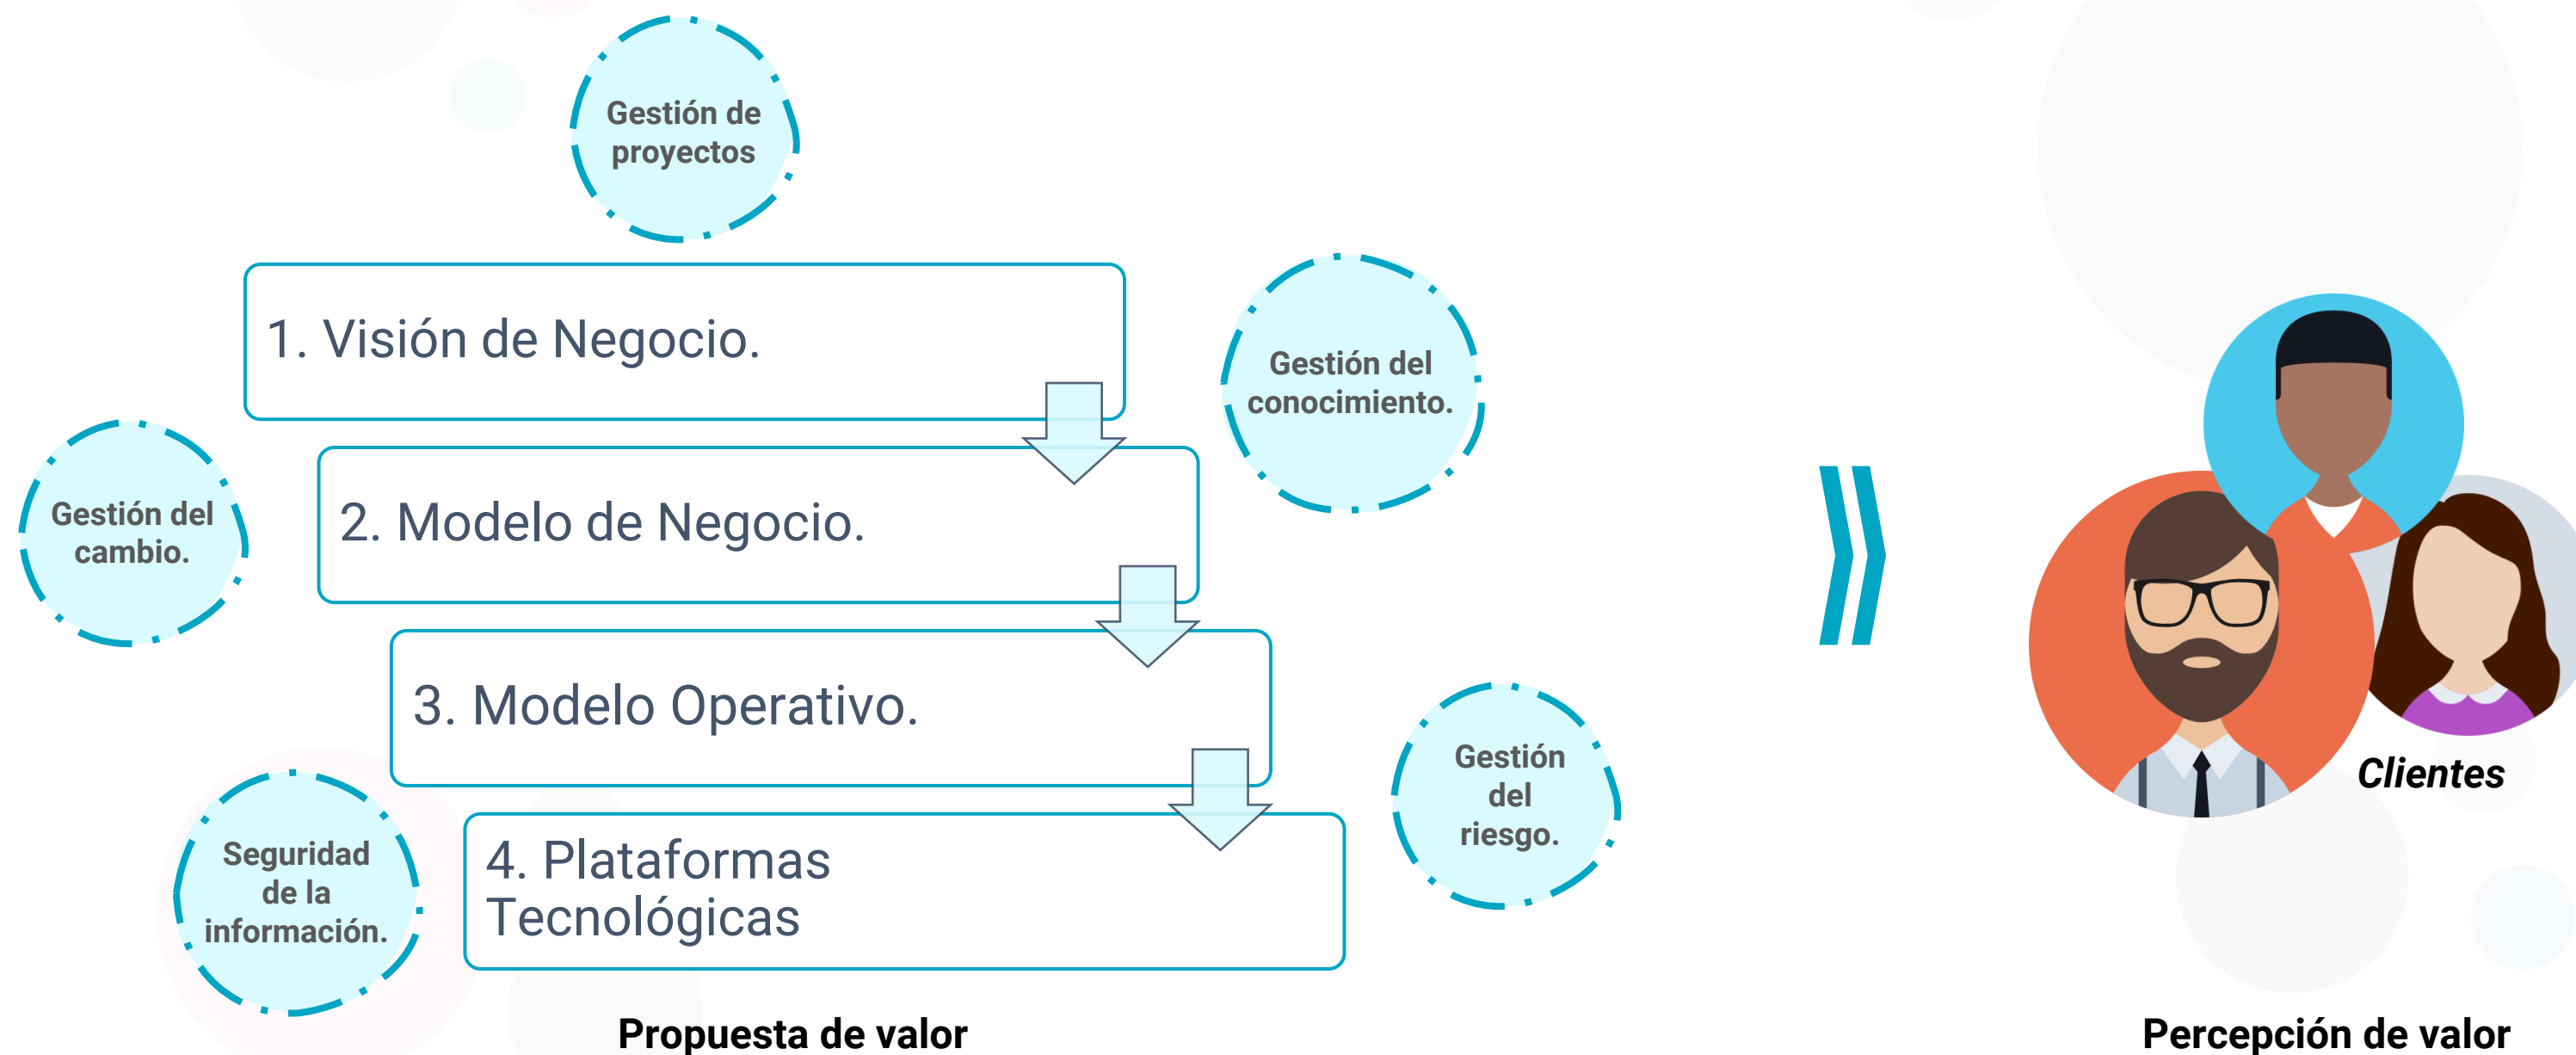 Gestión de
proyectos
1. Visión de Negocio.
Gestión del
conocimiento.
Gestión del
cambio.
2. Modelo de Negocio.
3. Modelo Operativo.
Gestión
del
riesgo.
Clientes
Seguridad
de la
información.
4. Plataformas
Tecnológicas
Propuesta de valor
Percepción de valor